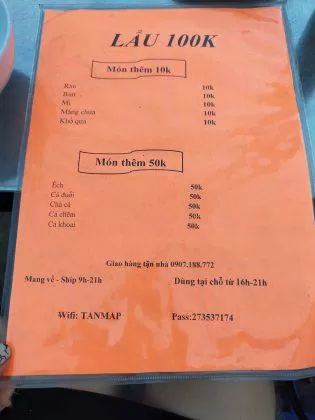 LẨU 100K
Món thêm 10k
Rau 10k
Bún 10k
Mì 10k
Măng chua 10k
Khổ qua 10k
Món thêm 50k
Ếch 50k
Cá đuối 50k
Chả cá 50k
Cá chẽm 50k
Cá khoai 50k
Giao hàng tận nhà 0907.188.772
Mang về - Ship 9h-21h Dùng tại chỗ từ 16h-21h
Wifi: TANMAP Pass:273537174